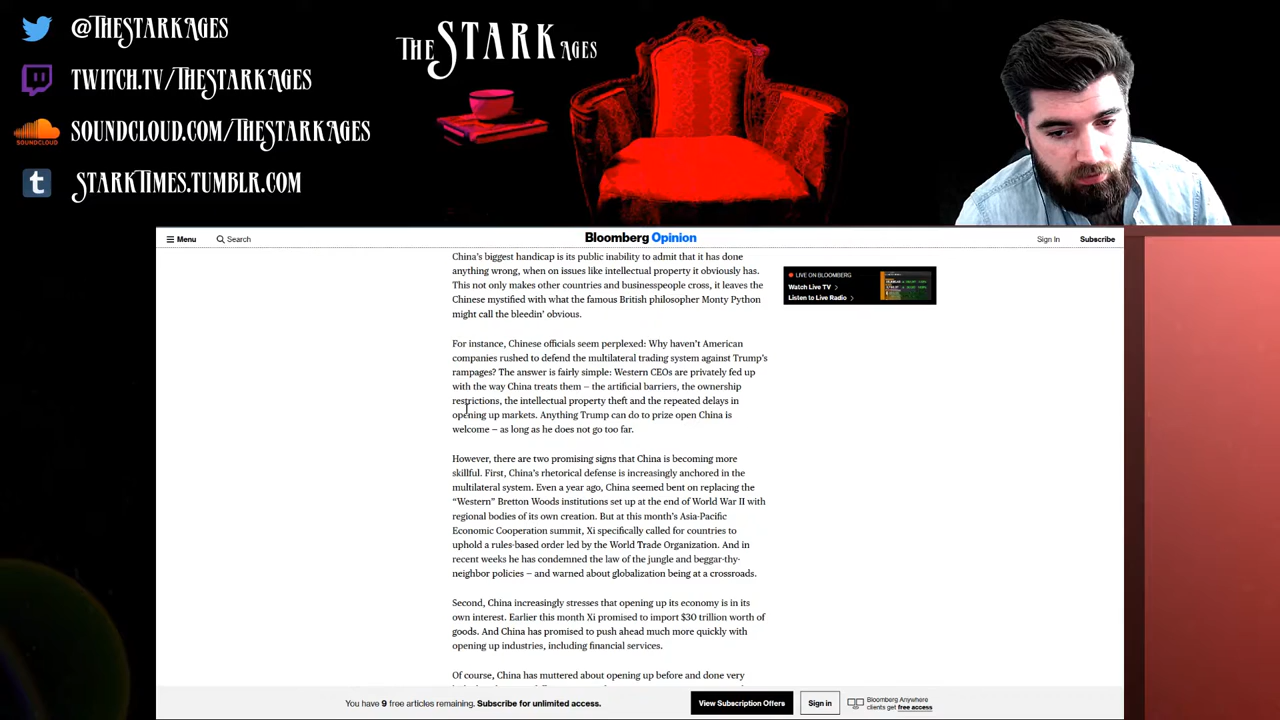 @THESTARKAGES
TWITCH.TV/THESTARKAGES
SOUNDCLOUD
SOUNDCLOUD.COM/THESTARKAGES
t
STARKTIMES.TUMBLR.COM
THE STARK AGES
Menu
Search
Bloomberg Opinion
Sign In
Subscribe
China’s biggest handicap is its public inability to admit that it has done
anything wrong, when on issues like intellectual property it obviously has.
This not only makes other countries and businesspeople cross, it leaves the
Chinese mystified with what the famous British philosopher Monty Python
might call the bleedin’ obvious.
For instance, Chinese officials seem perplexed: Why haven’t American
companies rushed to defend the multilateral trading system against Trump’s
rampages? The answer is fairly simple: Western CEOs are privately fed up
with the way China treats them – the artificial barriers, the ownership
restrictions, the intellectual property theft and the repeated delays in
opening up markets. Anything Trump can do to prize open China is
welcome – as long as he does not go too far.
However, there are two promising signs that China is becoming more
skillful. First, China’s rhetorical defense is increasingly anchored in the
multilateral system. Even a year ago, China seemed bent on replacing the
“Western” Bretton Woods institutions set up at the end of World War II with
regional bodies of its own creation. But at this month’s Asia-Pacific
Economic Cooperation summit, Xi specifically called for countries to
uphold a rules-based order led by the World Trade Organization. And in
recent weeks he has condemned the law of the jungle and beggar-thy-
neighbor policies – and warned about globalization being at a crossroads.
Second, China increasingly stresses that opening up its economy is in its
own interest. Earlier this month Xi promised to import $30 trillion worth of
goods. And China has promised to push ahead much more quickly with
opening up industries, including financial services.
Of course, China has muttered about opening up before and done very
LIVE ON BLOOMBERG
Watch Live TV
Listen to Live Radio
You have 9 free articles remaining. Subscribe for unlimited access.
View Subscription Offers
Sign in
Bloomberg Anywhere
clients get free access